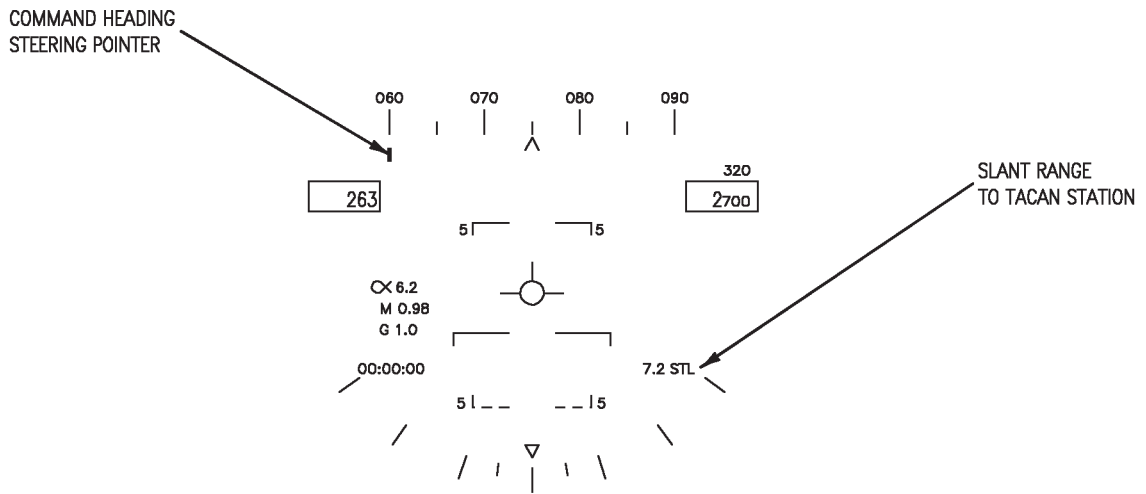 COMMAND HEADING
STEERING POINTER
060 070 080 090
320
263
2700
SLANT RANGE
TO TACAN STATION
5 5
α 6.2
M 0.98
G 1.0
00:00:00
7.2 STL
5 5